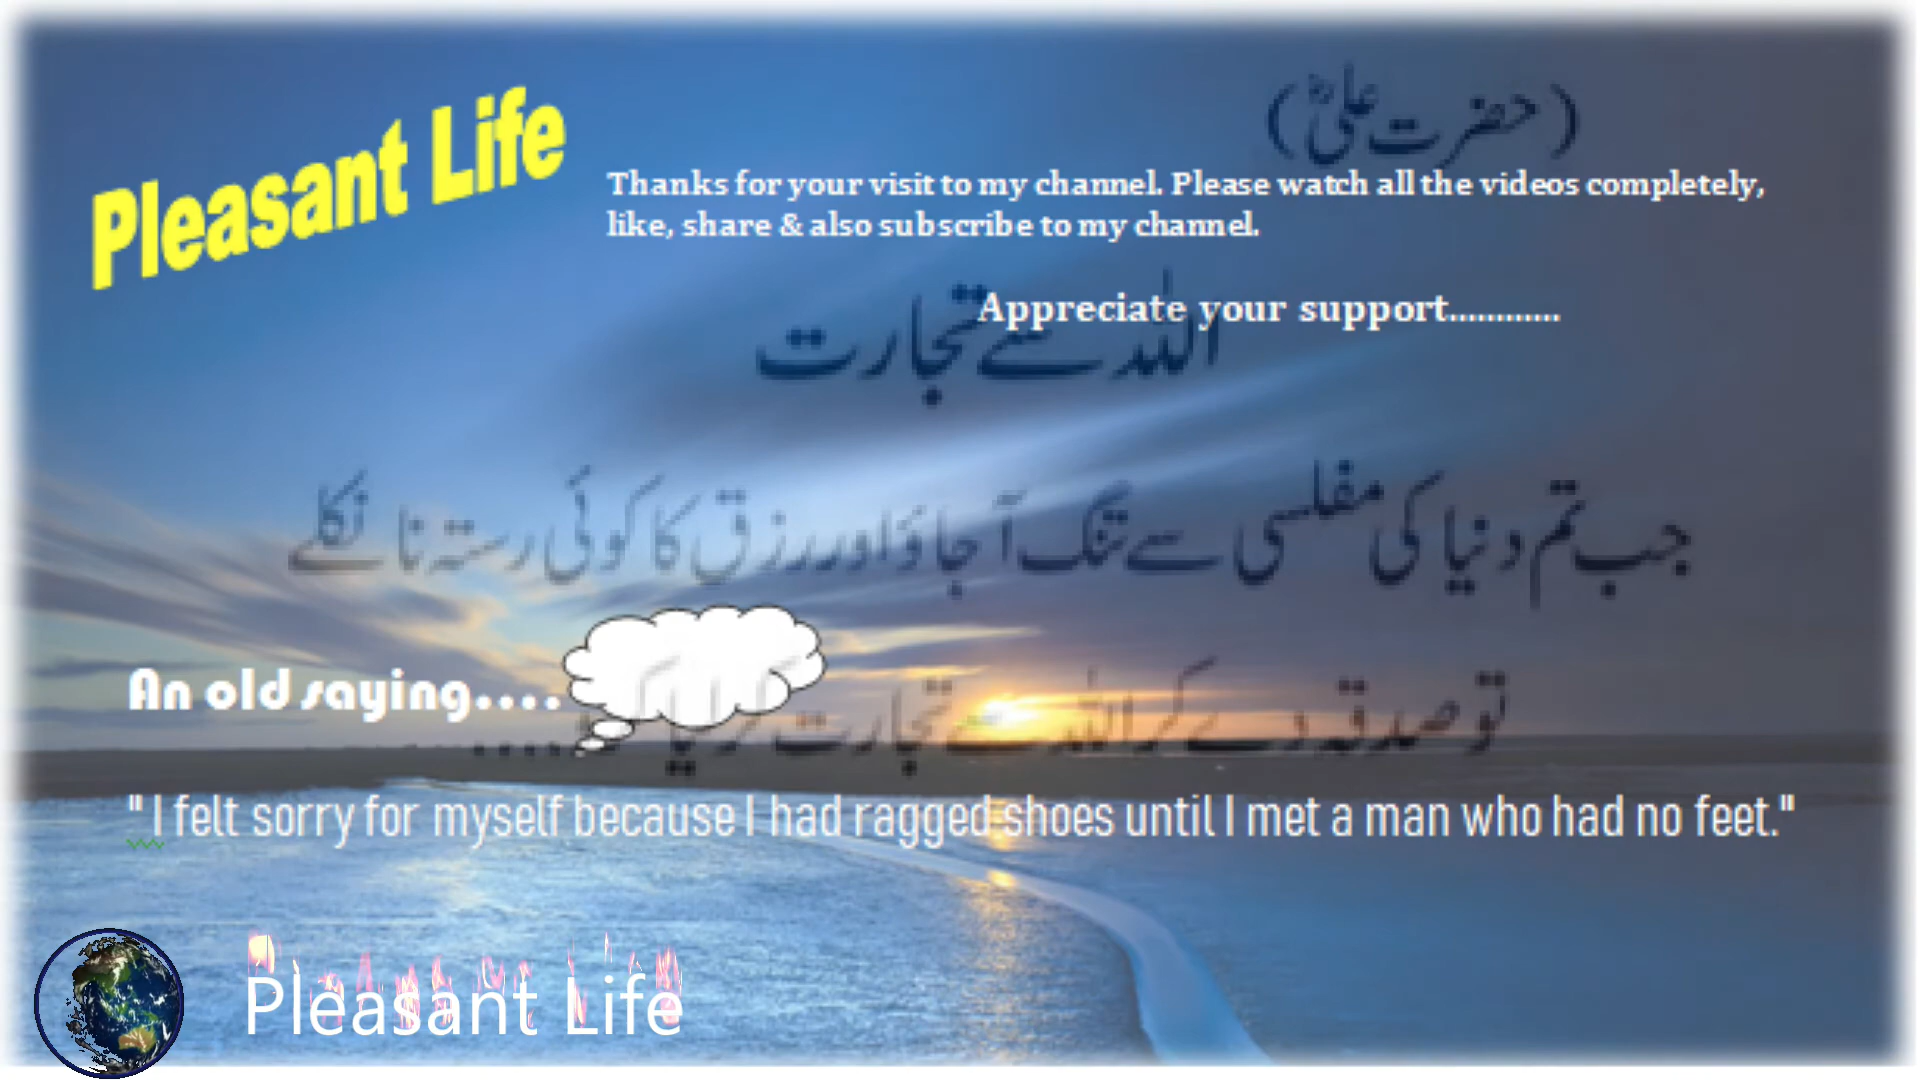 (حضرت علیؓ)
Pleasant Life
Thanks for your visit to my channel. Please watch all the videos completely,
like, share & also subscribe to my channel.
Appreciate your support............
اللہ سے تجارت
جب تم دنیا کی مفلسی سے تنگ آ جاؤ اور رزق کا کوئی رستہ نا نکلے
An old saying....
تو صدقہ دے کر اللہ سے تجارت کر لیا کرو.....
" I felt sorry for myself because I had ragged shoes until I met a man who had no feet."
Pleasant Life